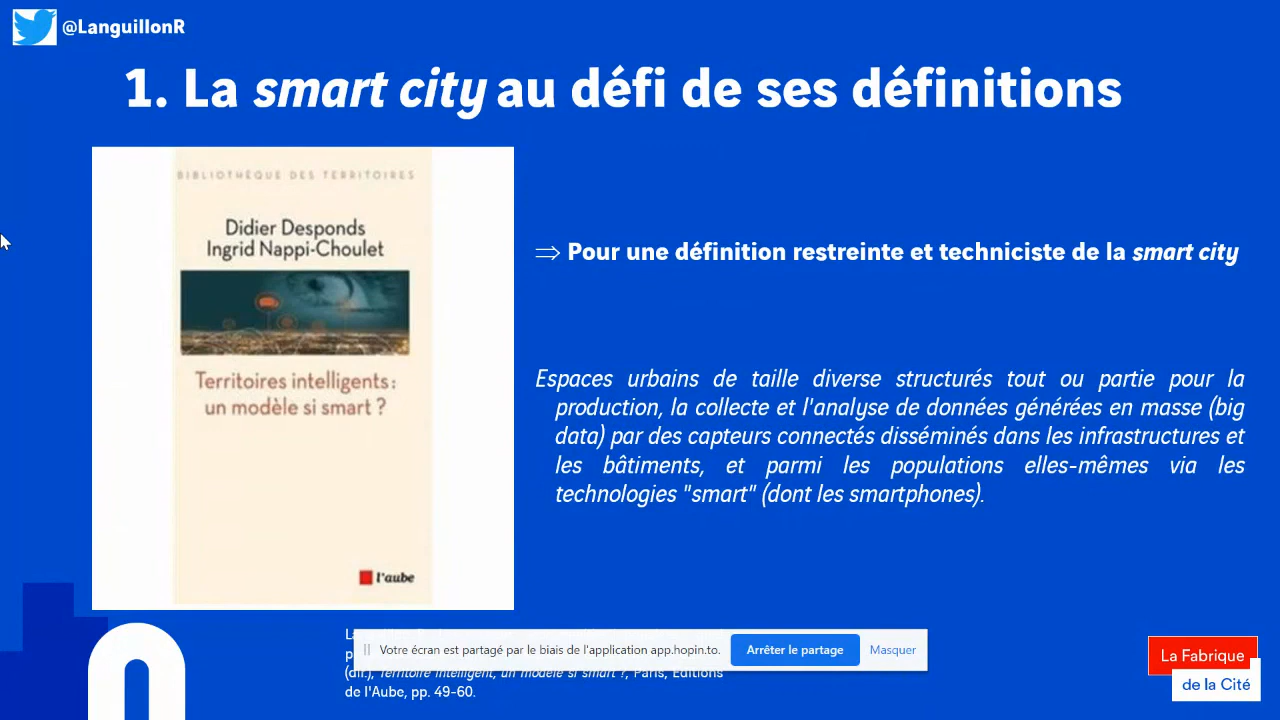 @LanguillonR
1. La smart city au défi de ses définitions
BIBLIOTHÈQUE DES TERRITOIRES
Didier Desponds
Ingrid Nappi-Choulet
Territoires intelligents :
un modèle si smart ?
l'aube
⇒ Pour une définition restreinte et techniciste de la smart city
Espaces urbains de taille diverse structurés tout ou partie pour la
production, la collecte et l'analyse de données générées en masse (big
data) par des capteurs connectés disséminés dans les infrastructures et
les bâtiments, et parmi les populations elles-mêmes via les
technologies "smart" (dont les smartphones).
Votre écran est partagé par le biais de l'application app.hopin.to.
Arrêter le partage
Masquer
(dir.), Territoire intelligent, un modèle si smart ?, Paris, Editions
de l'Aube, pp. 49-60.
La Fabrique
de la Cité